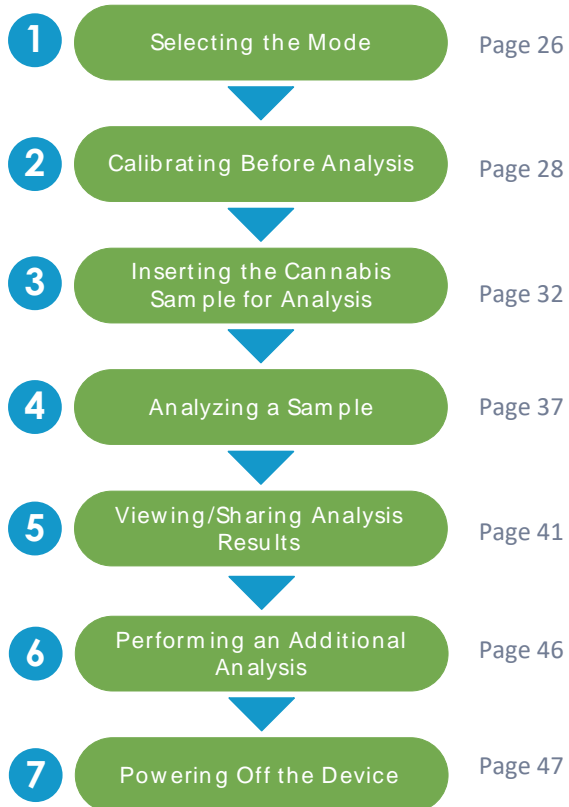 1
Selecting the Mode
Page 26
2
Calibrating Before Analysis
Page 28
3
Inserting the Cannabis
Sample for Analysis
Page 32
4
Analyzing a Sample
Page 37
5
Viewing/Sharing Analysis
Results
Page 41
6
Performing an Additional
Analysis
Page 46
7
Powering Off the Device
Page 47